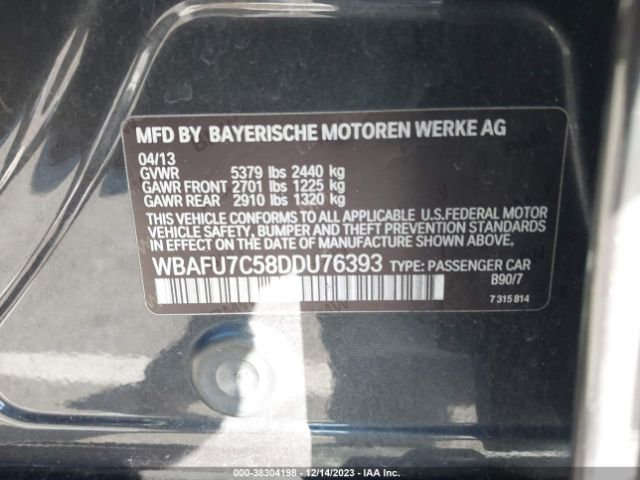 MFD BY BAYERISCHE MOTOREN WERKE AG
04/13
GVWR 5379 lbs 2440 kg
GAWR FRONT 2701 lbs 1225 kg
GAWR REAR 2910 lbs 1320 kg
THIS VEHICLE CONFORMS TO ALL APPLICABLE U.S.FEDERAL MOTOR
VEHICLE SAFETY, BUMPER, AND THEFT PREVENTION STANDARDS
IN EFFECT ON THE DATE OF MANUFACTURE SHOWN ABOVE.
WBAFU7C58DDU76393 TYPE: PASSENGER CAR
B90/7
7 315 814
000-38304198 - 12/14/2023 - IAA Inc.